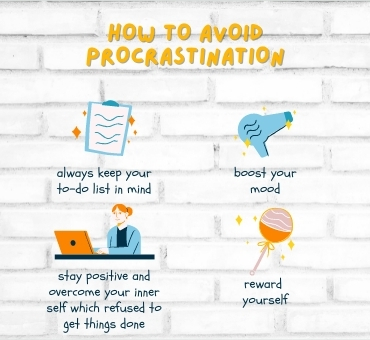 HOW TO AVOID
PROCRASTINATION
always keep your
to-do list in mind
boost your
mood
stay positive and
overcome your inner
self which refused to
get things done
reward
yourself